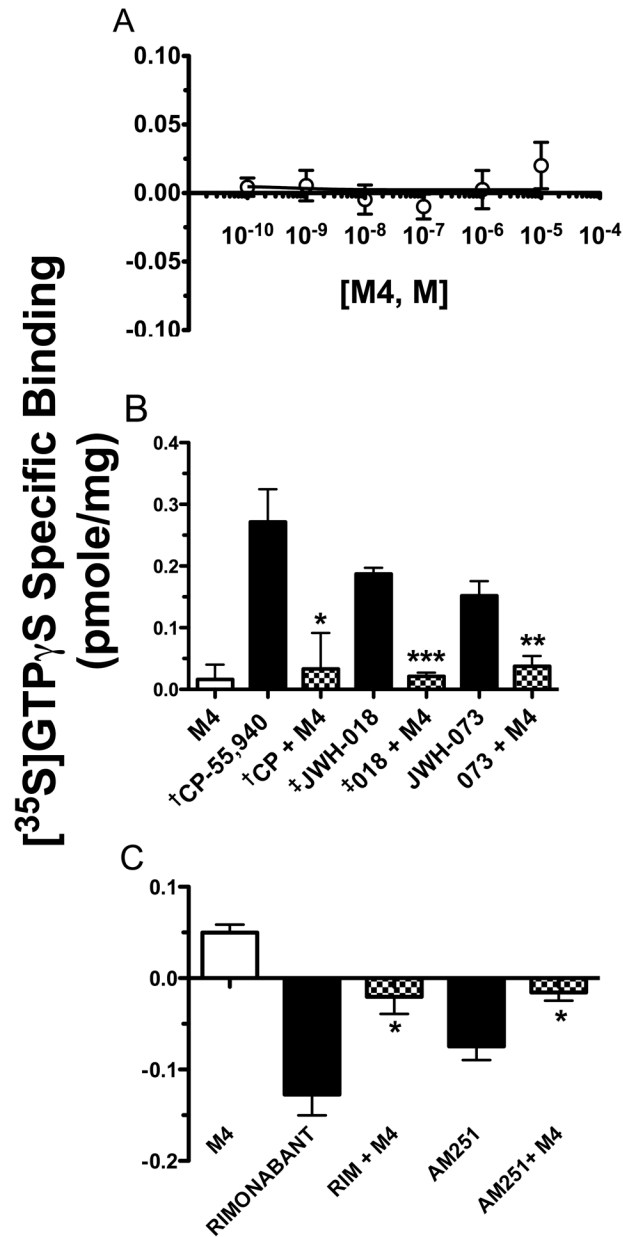 [³⁵S]GTPγS Specific Binding
(pmole/mg)
A
0.10
0.05
0.00
-0.05
-0.10
10⁻¹⁰ 10⁻⁹ 10⁻⁸ 10⁻⁷ 10⁻⁶ 10⁻⁵ 10⁻⁴
[M4, M]
B
0.4
0.3
0.2
0.1
0.0
* *** **
M4 †CP-55,940 †CP + M4 ‡JWH-018 ‡018 + M4 JWH-073 073 + M4
C
0.1
0.0
-0.1
-0.2
* *
M4 RIMONABANT RIM + M4 AM251 AM251+ M4